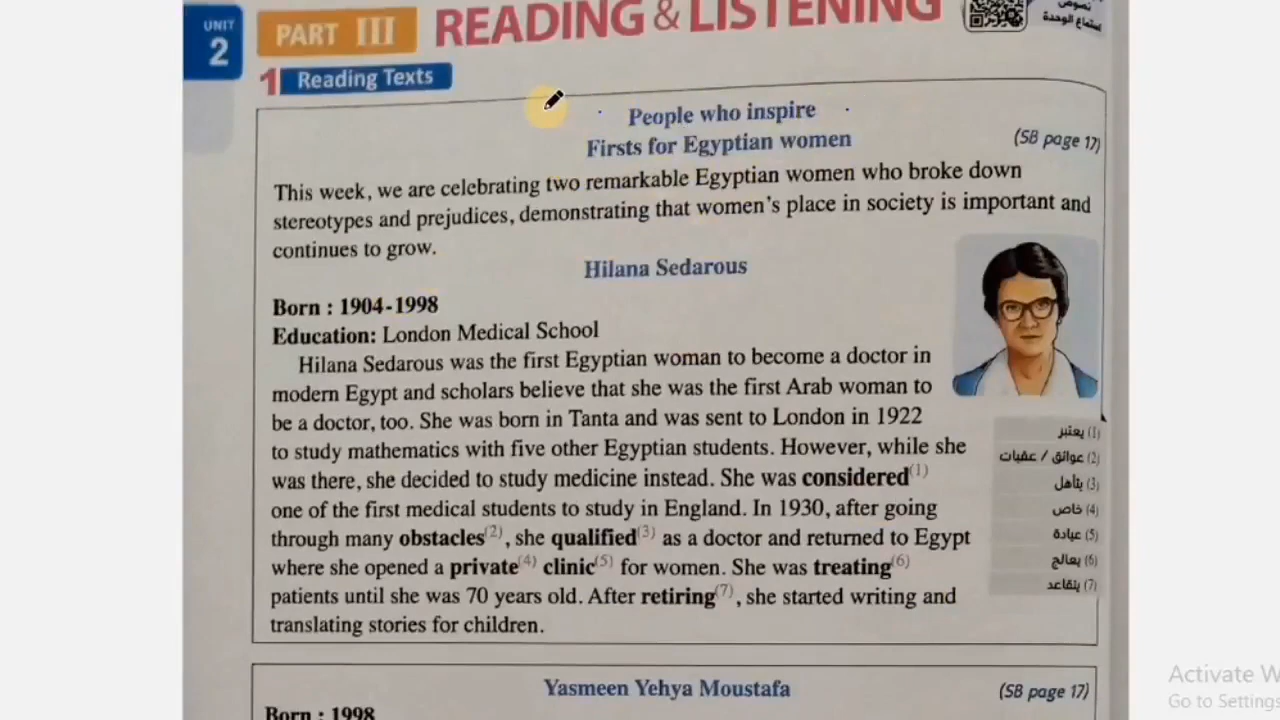 UNIT
2
PART III READING & LISTENING
نصوص
استماع الوحدة
1 Reading Texts
People who inspire
Firsts for Egyptian women
(SB page 17)
This week, we are celebrating two remarkable Egyptian women who broke down
stereotypes and prejudices, demonstrating that women's place in society is important and
continues to grow.
Hilana Sedarous
Born : 1904-1998
Education: London Medical School
Hilana Sedarous was the first Egyptian woman to become a doctor in
modern Egypt and scholars believe that she was the first Arab woman to
be a doctor, too. She was born in Tanta and was sent to London in 1922
to study mathematics with five other Egyptian students. However, while she
was there, she decided to study medicine instead. She was considered(1)
one of the first medical students to study in England. In 1930, after going
through many obstacles(2), she qualified(3) as a doctor and returned to Egypt
where she opened a private(4) clinic(5) for women. She was treating(6)
patients until she was 70 years old. After retiring(7), she started writing and
translating stories for children.
(1) يعتبر
(2) عوائق / عقبات
(3) يتأهل
(4) خاص
(5) عيادة
(6) يعالج
(7) يتقاعد
Yasmeen Yehya Moustafa
(SB page 17)
Born : 1998
Activate W
Go to Settings